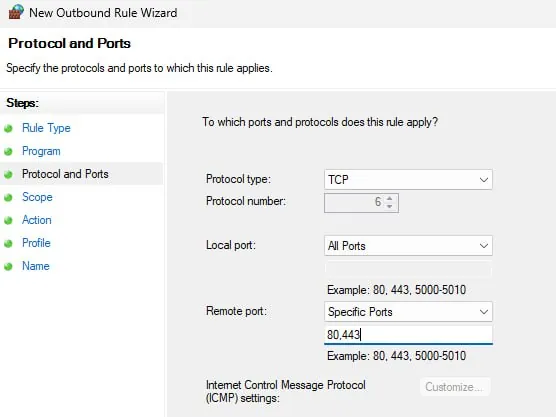 New Outbound Rule Wizard
Protocol and Ports
Specify the protocols and ports to which this rule applies.
Steps:
Rule Type
Program
Protocol and Ports
Scope
Action
Profile
Name
To which ports and protocols does this rule apply?
Protocol type: TCP
Protocol number: 6
Local port: All Ports
Example: 80, 443, 5000-5010
Remote port: Specific Ports
80,443
Example: 80, 443, 5000-5010
Internet Control Message Protocol
(ICMP) settings: Customize...